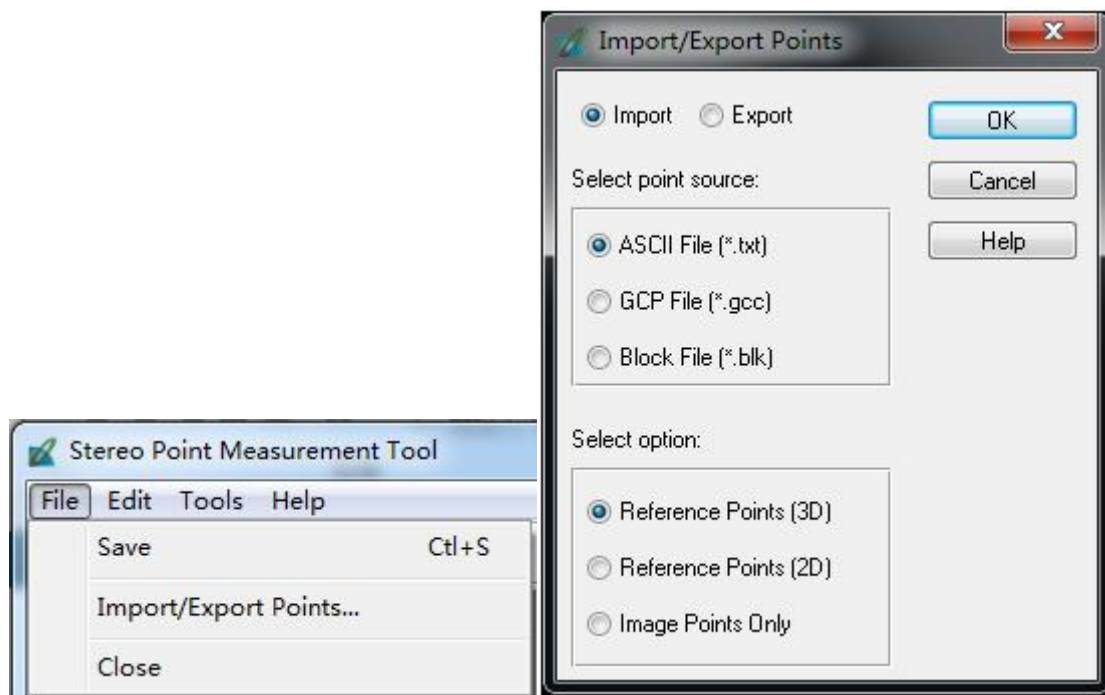 Stereo Point Measurement Tool
File Edit Tools Help
Save Ctl+S
Import/Export Points...
Close
Import/Export Points
Import Export
OK
Select point source:
Cancel
ASCII File (*.txt)
Help
GCP File (*.gcc)
Block File (*.blk)
Select option:
Reference Points (3D)
Reference Points (2D)
Image Points Only